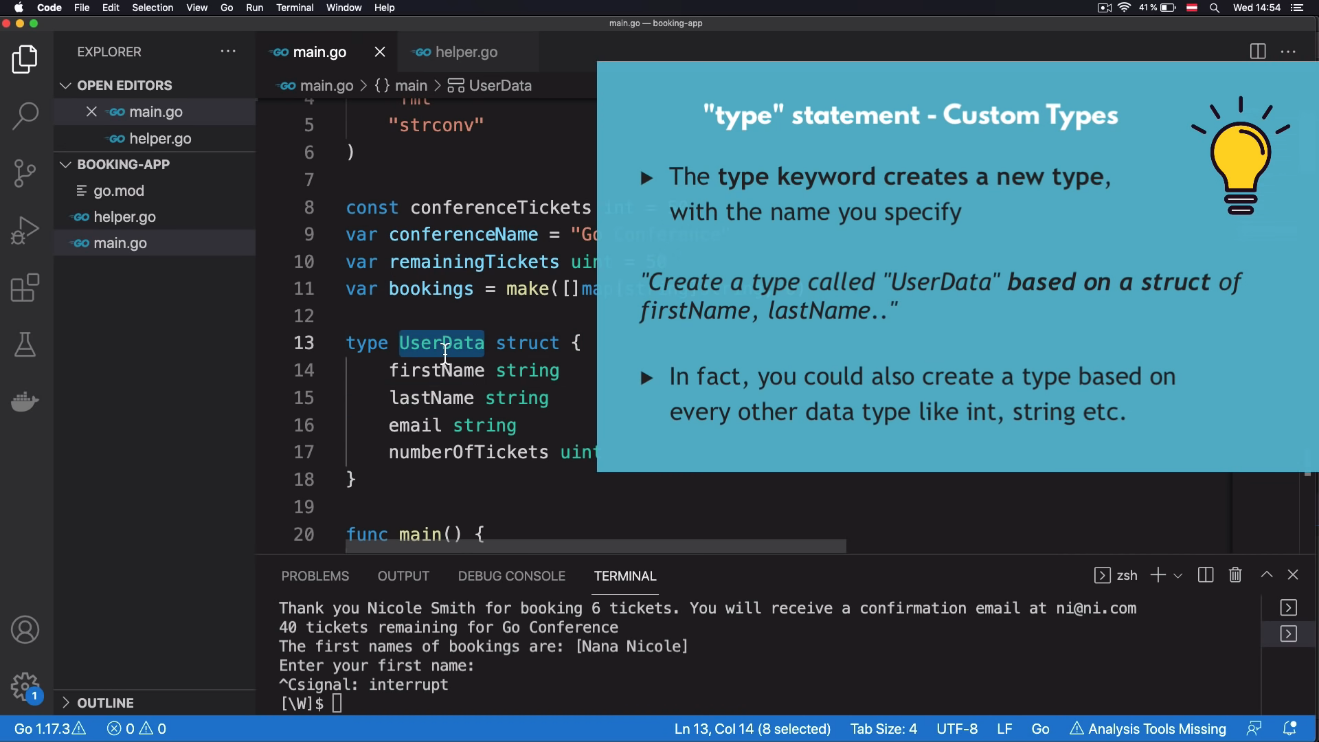 Code File Edit Selection View Go Run Terminal Window Help 41% Wed 14:54
main.go — booking-app
EXPLORER
OPEN EDITORS
main.go
helper.go
BOOKING-APP
go.mod
helper.go
main.go
OUTLINE
main.go helper.go
main.go > {} main > UserData
4
5 "strconv"
6 )
7
8 const conferenceTickets int =
9 var conferenceName = "Go Conference"
10 var remainingTickets uint = 50
11 var bookings = make([]map
12
13 type UserData struct {
14 firstName string
15 lastName string
16 email string
17 numberOfTickets uint
18 }
19
20 func main() {
"type" statement - Custom Types
The type keyword creates a new type,
with the name you specify
"Create a type called "UserData" based on a struct of
firstName, lastName.."
In fact, you could also create a type based on
every other data type like int, string etc.
PROBLEMS OUTPUT DEBUG CONSOLE TERMINAL zsh
Thank you Nicole Smith for booking 6 tickets. You will receive a confirmation email at ni@ni.com
40 tickets remaining for Go Conference
The first names of bookings are: [Nana Nicole]
Enter your first name:
^Csignal: interrupt
[\W]$
1
Go 1.17.3 0 0 Ln 13, Col 14 (8 selected) Tab Size: 4 UTF-8 LF Go Analysis Tools Missing